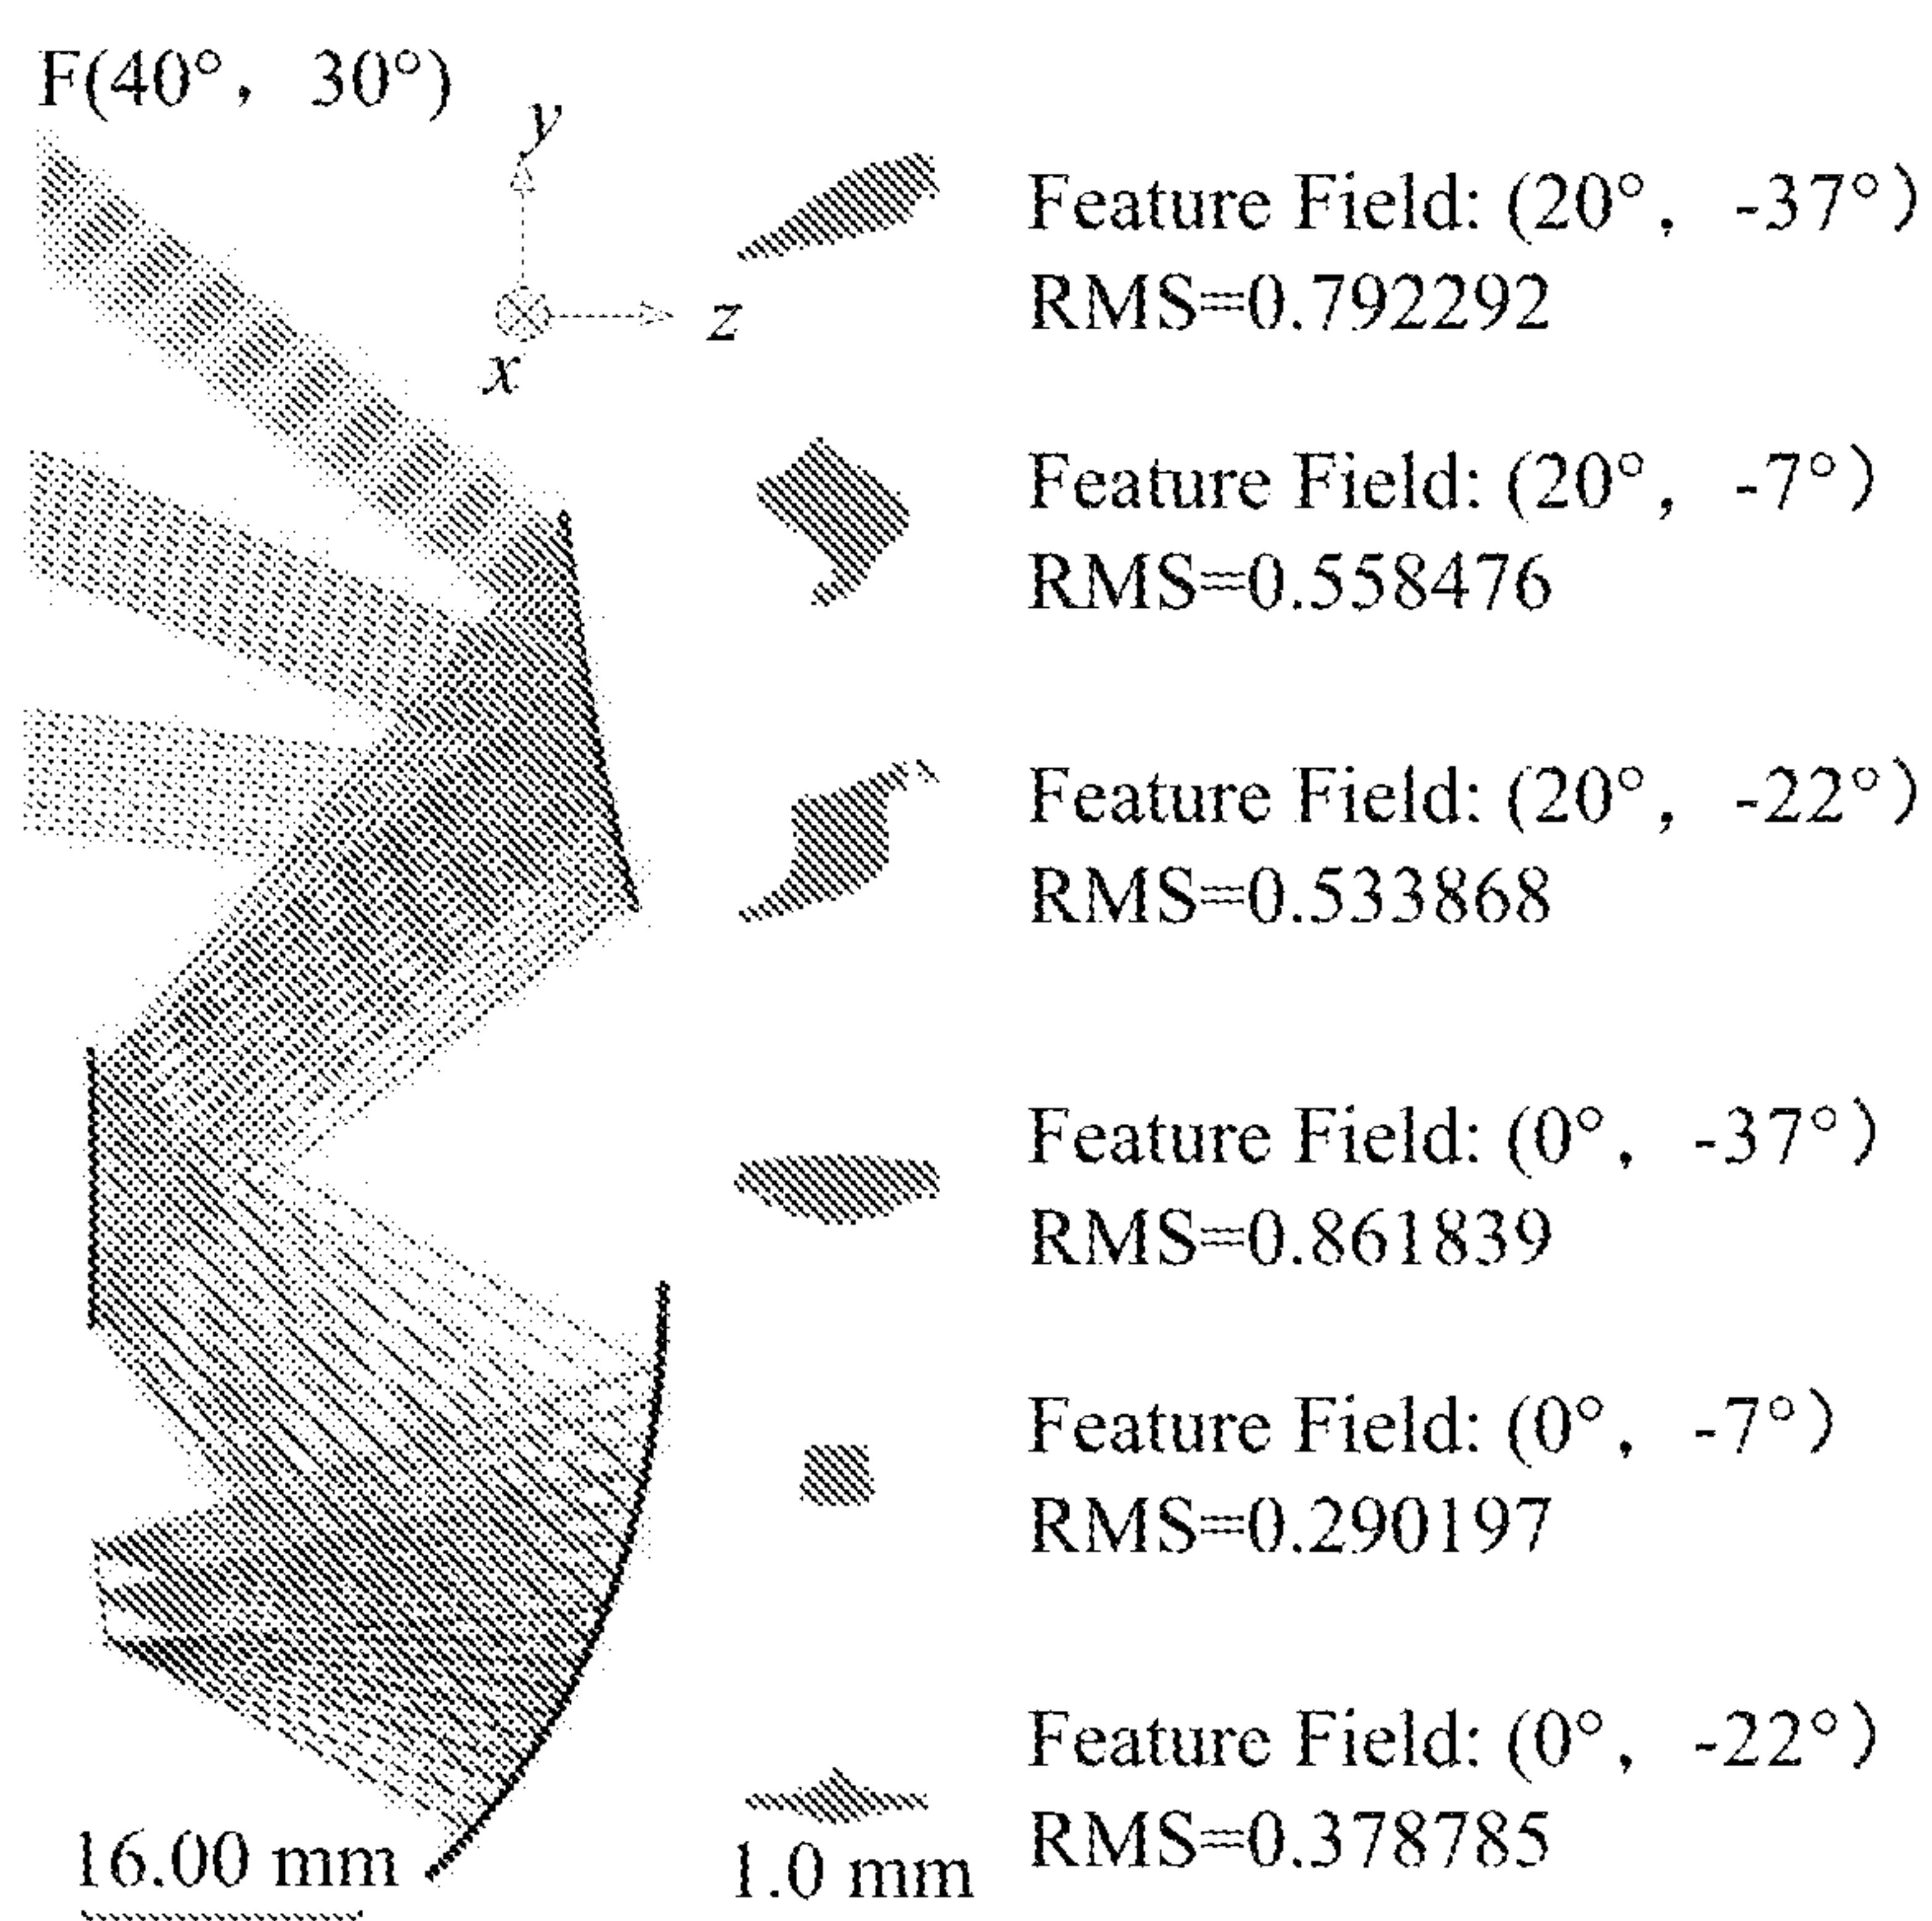 F(40°, 30°)
y
z
x
Feature Field: (20°, -37°)
RMS=0.792292
Feature Field: (20°, -7°)
RMS=0.558476
Feature Field: (20°, -22°)
RMS=0.533868
Feature Field: (0°, -37°)
RMS=0.861839
Feature Field: (0°, -7°)
RMS=0.290197
Feature Field: (0°, -22°)
RMS=0.378785
16.00 mm
1.0 mm